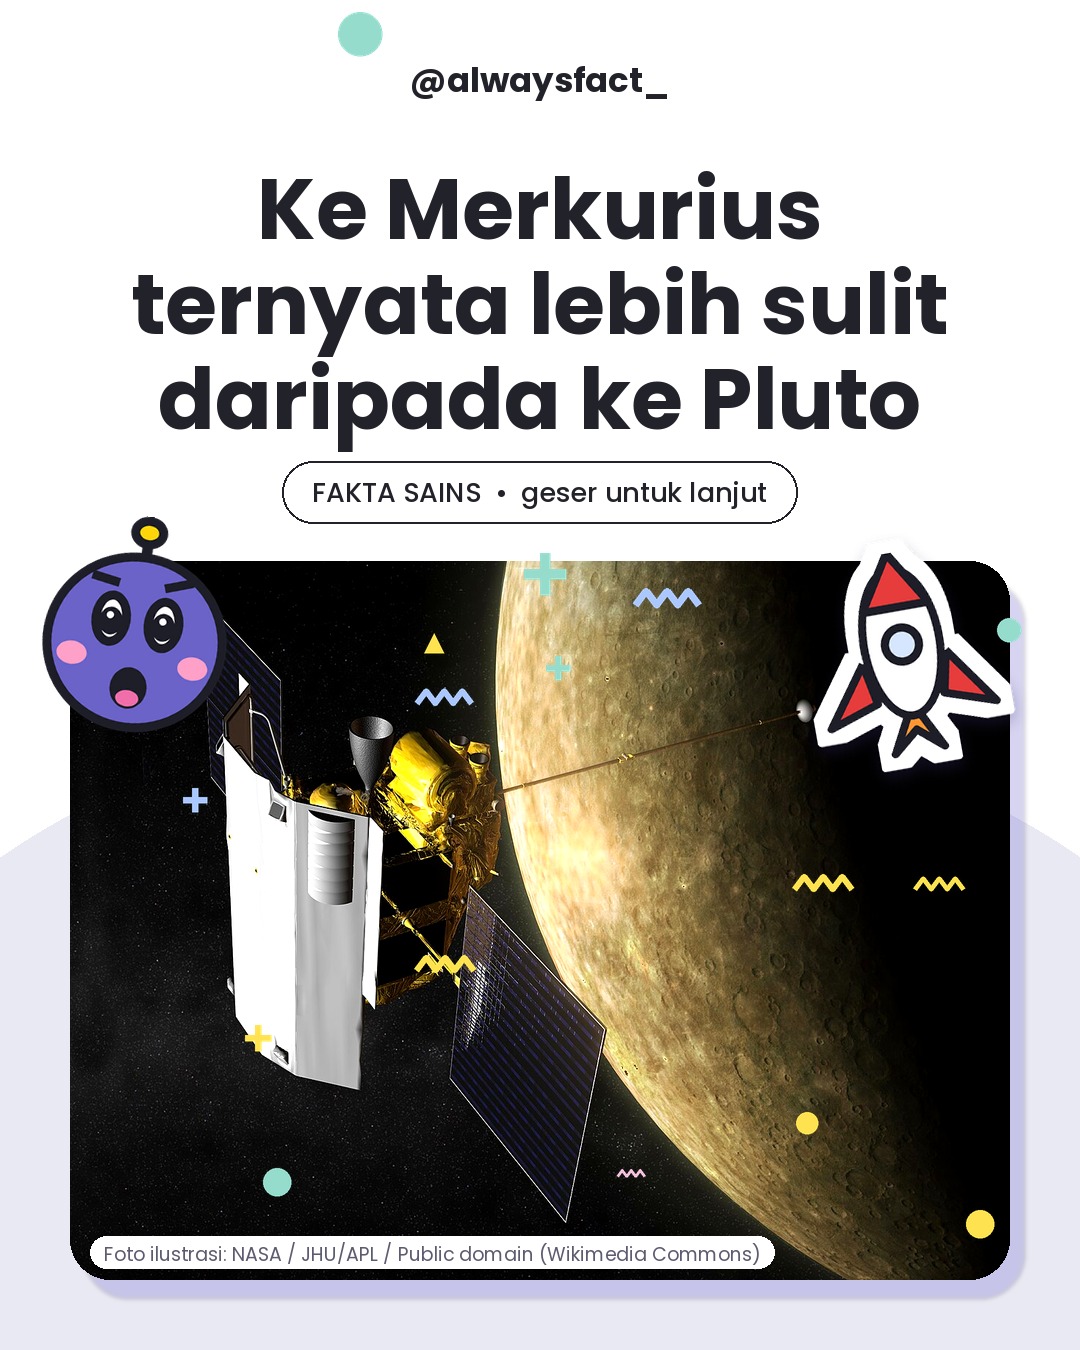 @alwaysfact_
Ke Merkurius
ternyata lebih sulit
daripada ke Pluto
FAKTA SAINS • geser untuk lanjut
Foto ilustrasi: NASA / JHU/APL / Public domain (Wikimedia Commons)